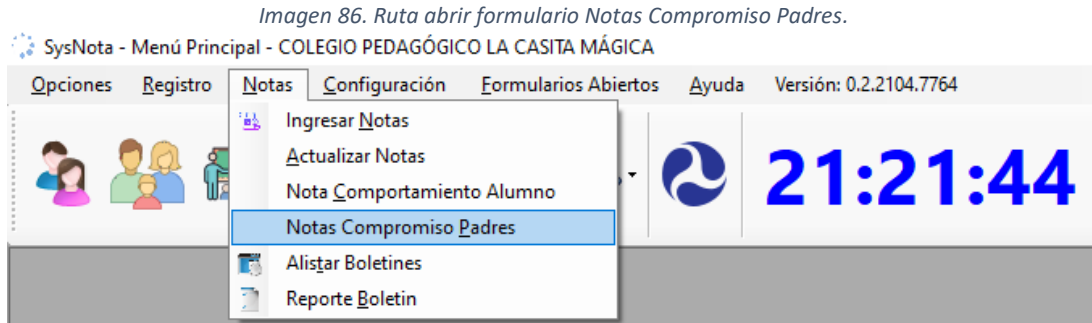 Imagen 86. Ruta abrir formulario Notas Compromiso Padres.
SysNota - Menú Principal - COLEGIO PEDAGÓGICO LA CASITA MÁGICA
Opciones Registro Notas Configuración Formularios Abiertos Ayuda Versión: 0.2.2104.7764
Ingresar Notas
Actualizar Notas
Nota Comportamiento Alumno
Notas Compromiso Padres
Alistar Boletines
Reporte Boletin
21:21:44